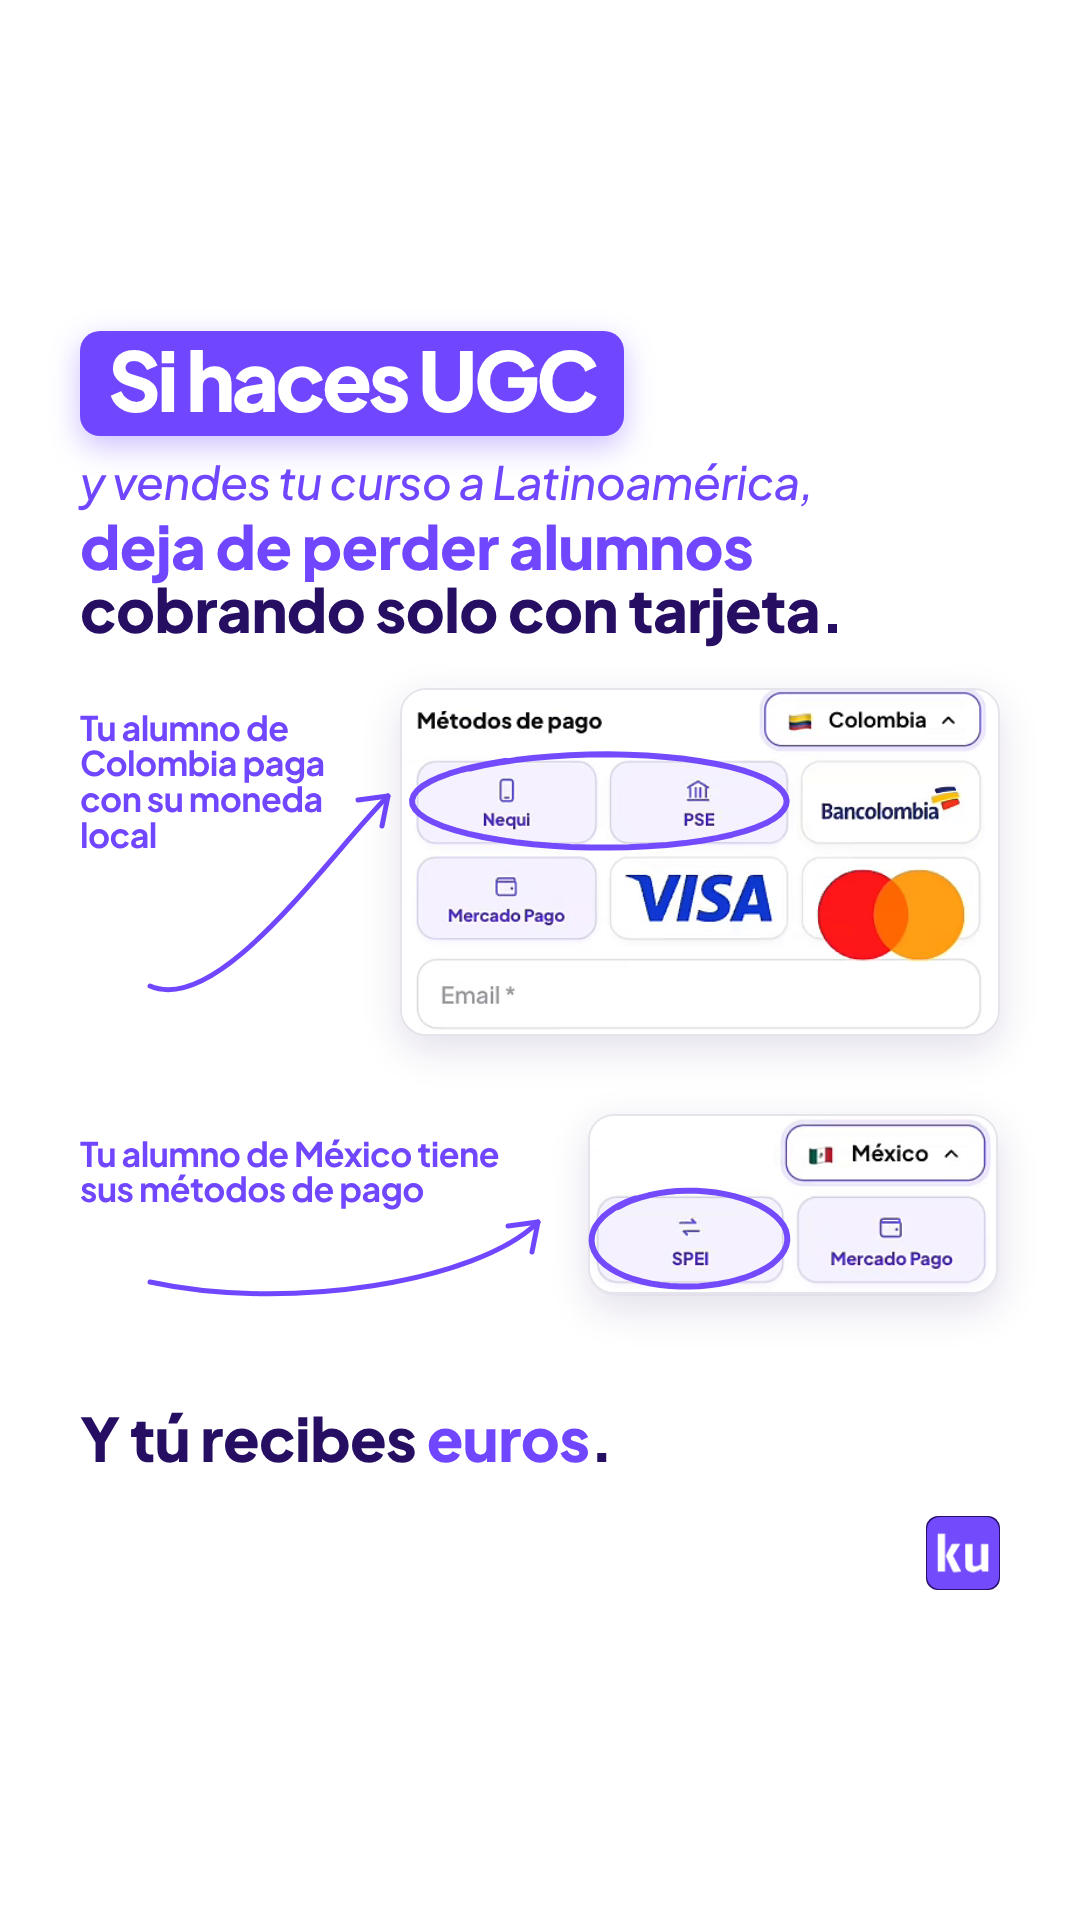 Si haces UGC
y vendes tu curso a Latinoamérica,
deja de perder alumnos
cobrando solo con tarjeta.
Tu alumno de
Colombia paga
con su moneda
local
Métodos de pago
Colombia
Nequi
PSE
Bancolombia
Mercado Pago
VISA
Email *
Tu alumno de México tiene
sus métodos de pago
México
SPEI
Mercado Pago
Y tú recibes euros.
ku